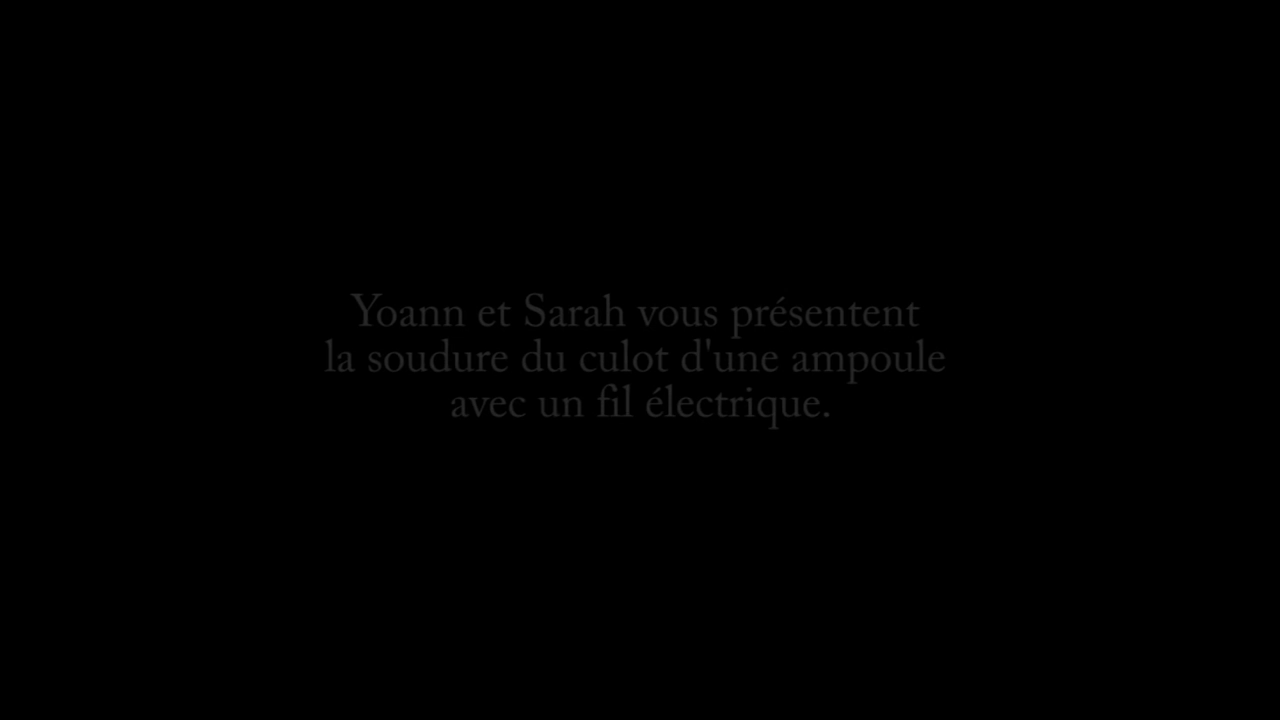 Yoann et Sarah vous présentent
la soudure du culot d'une ampoule
avec un fil électrique.